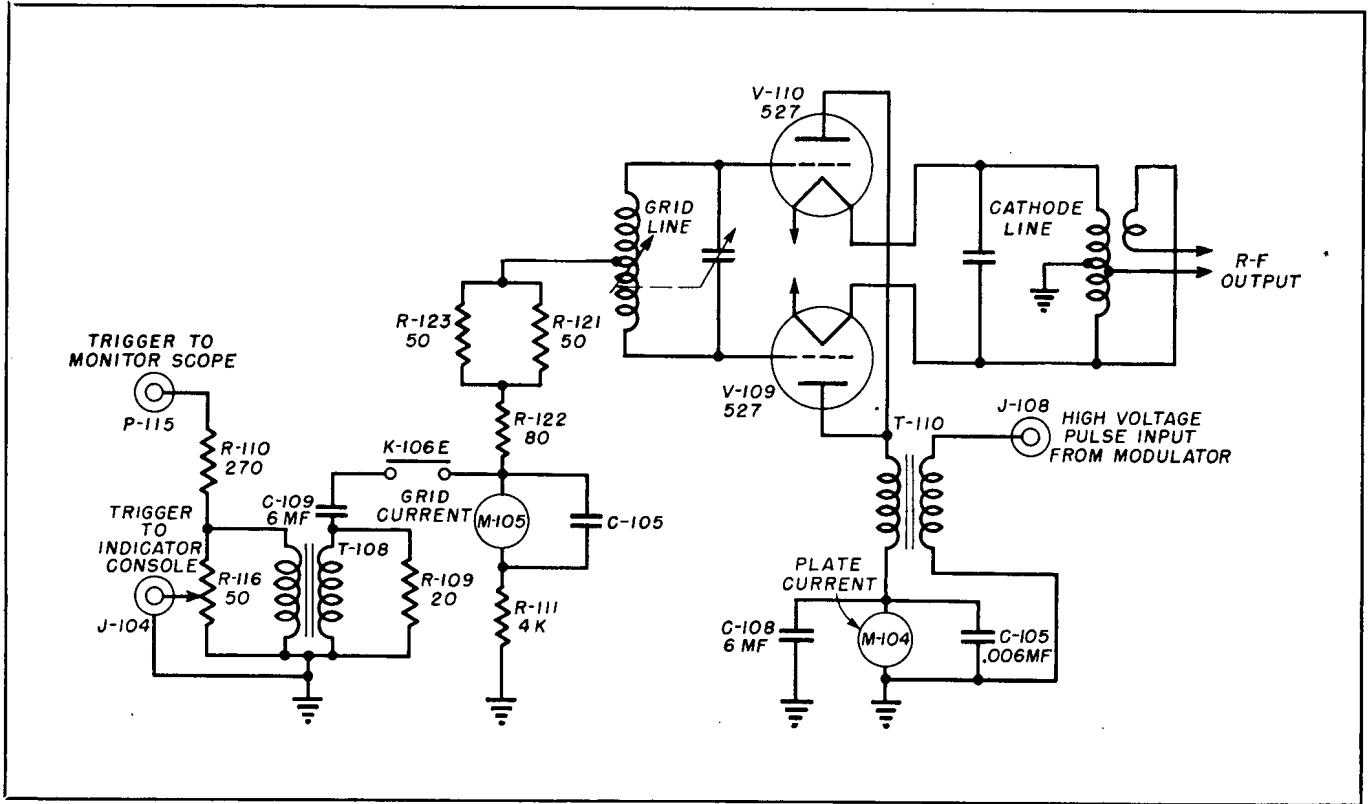 V-110
527
GRID
LINE
CATHODE
LINE
R-F
OUTPUT
R-123
50
R-121
50
TRIGGER TO
MONITOR SCOPE
P-115
V-109
527
T-110
J-108
HIGH VOLTAGE
PULSE INPUT
FROM MODULATOR
R-122
80
R-110
270
K-106E
GRID
CURRENT
M-105
C-105
C-109
6 MF
TRIGGER
TO
INDICATOR
CONSOLE
J-104
R-116
50
T-108
R-109
20
R-111
4K
PLATE
CURRENT
C-108
6 MF
M-104
C-105
.006MF